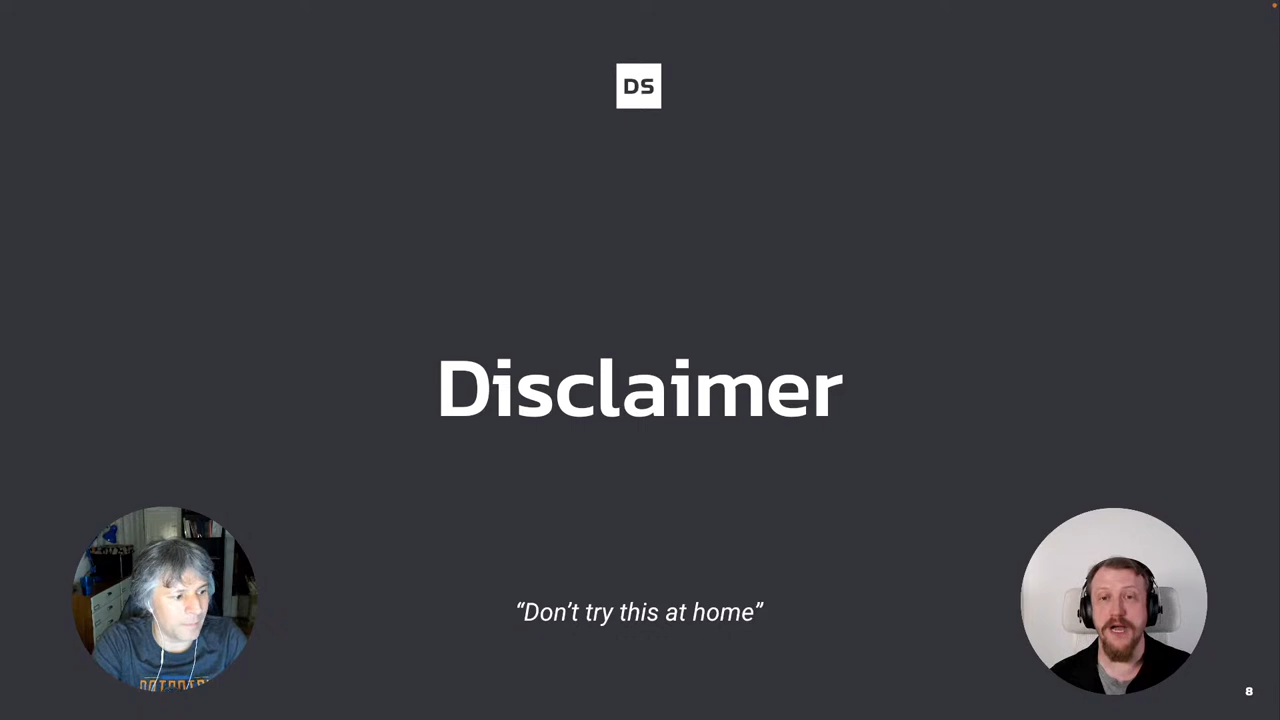 DS
Disclaimer
“Don’t try this at home”
8